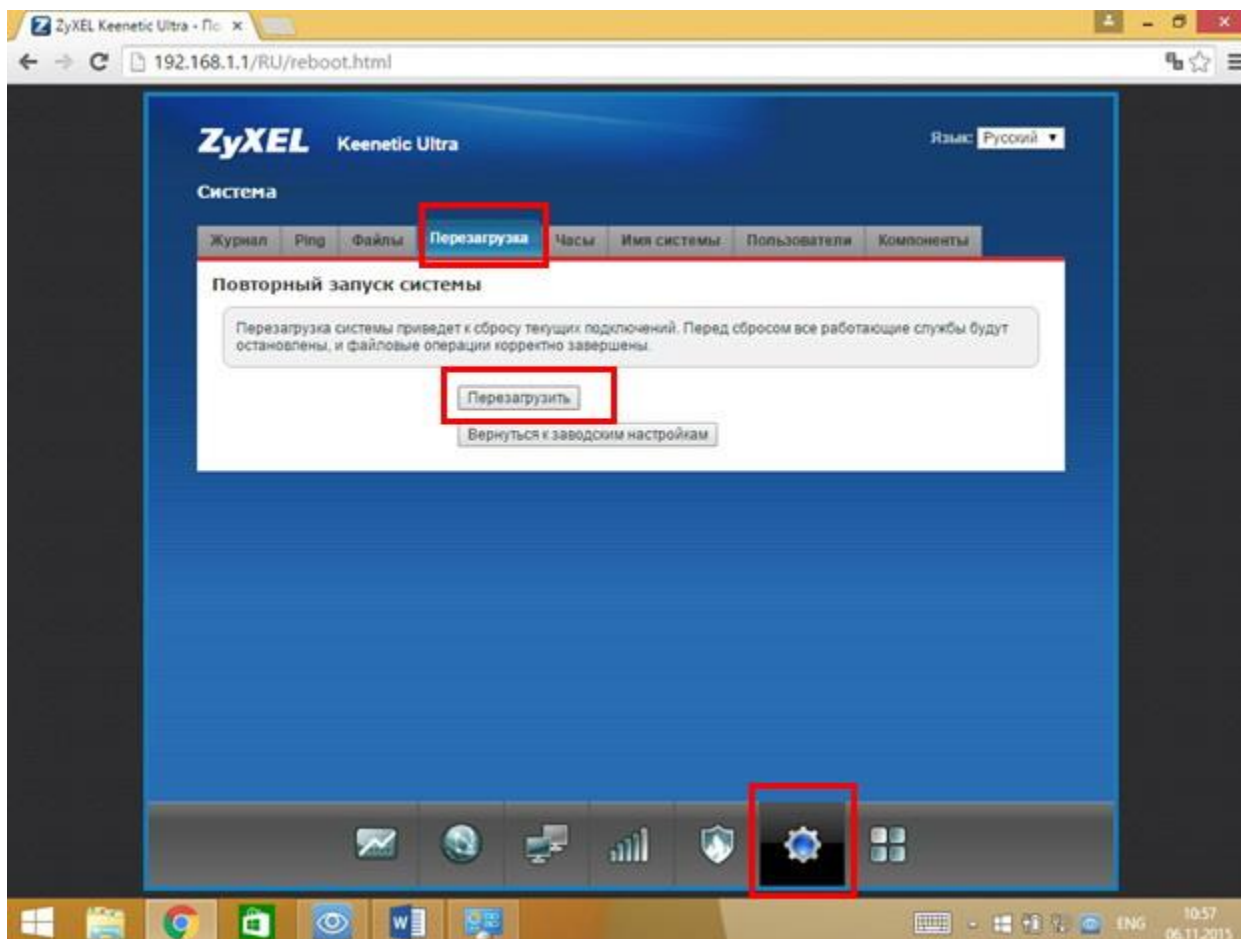 ZyXEL Keenetic Ultra - По
192.168.1.1/RU/reboot.html
ZyXEL Keenetic Ultra
Язык: Русский
Система
Журнал Ping Файлы Перезагрузка Часы Имя системы Пользователи Компоненты
Повторный запуск системы
Перезагрузка системы приведет к сбросу текущих подключений. Перед сбросом все работающие службы будут
остановлены, и файловые операции корректно завершены.
Перезагрузить
Вернуться к заводским настройкам
ENG 10:57
06.11.2015